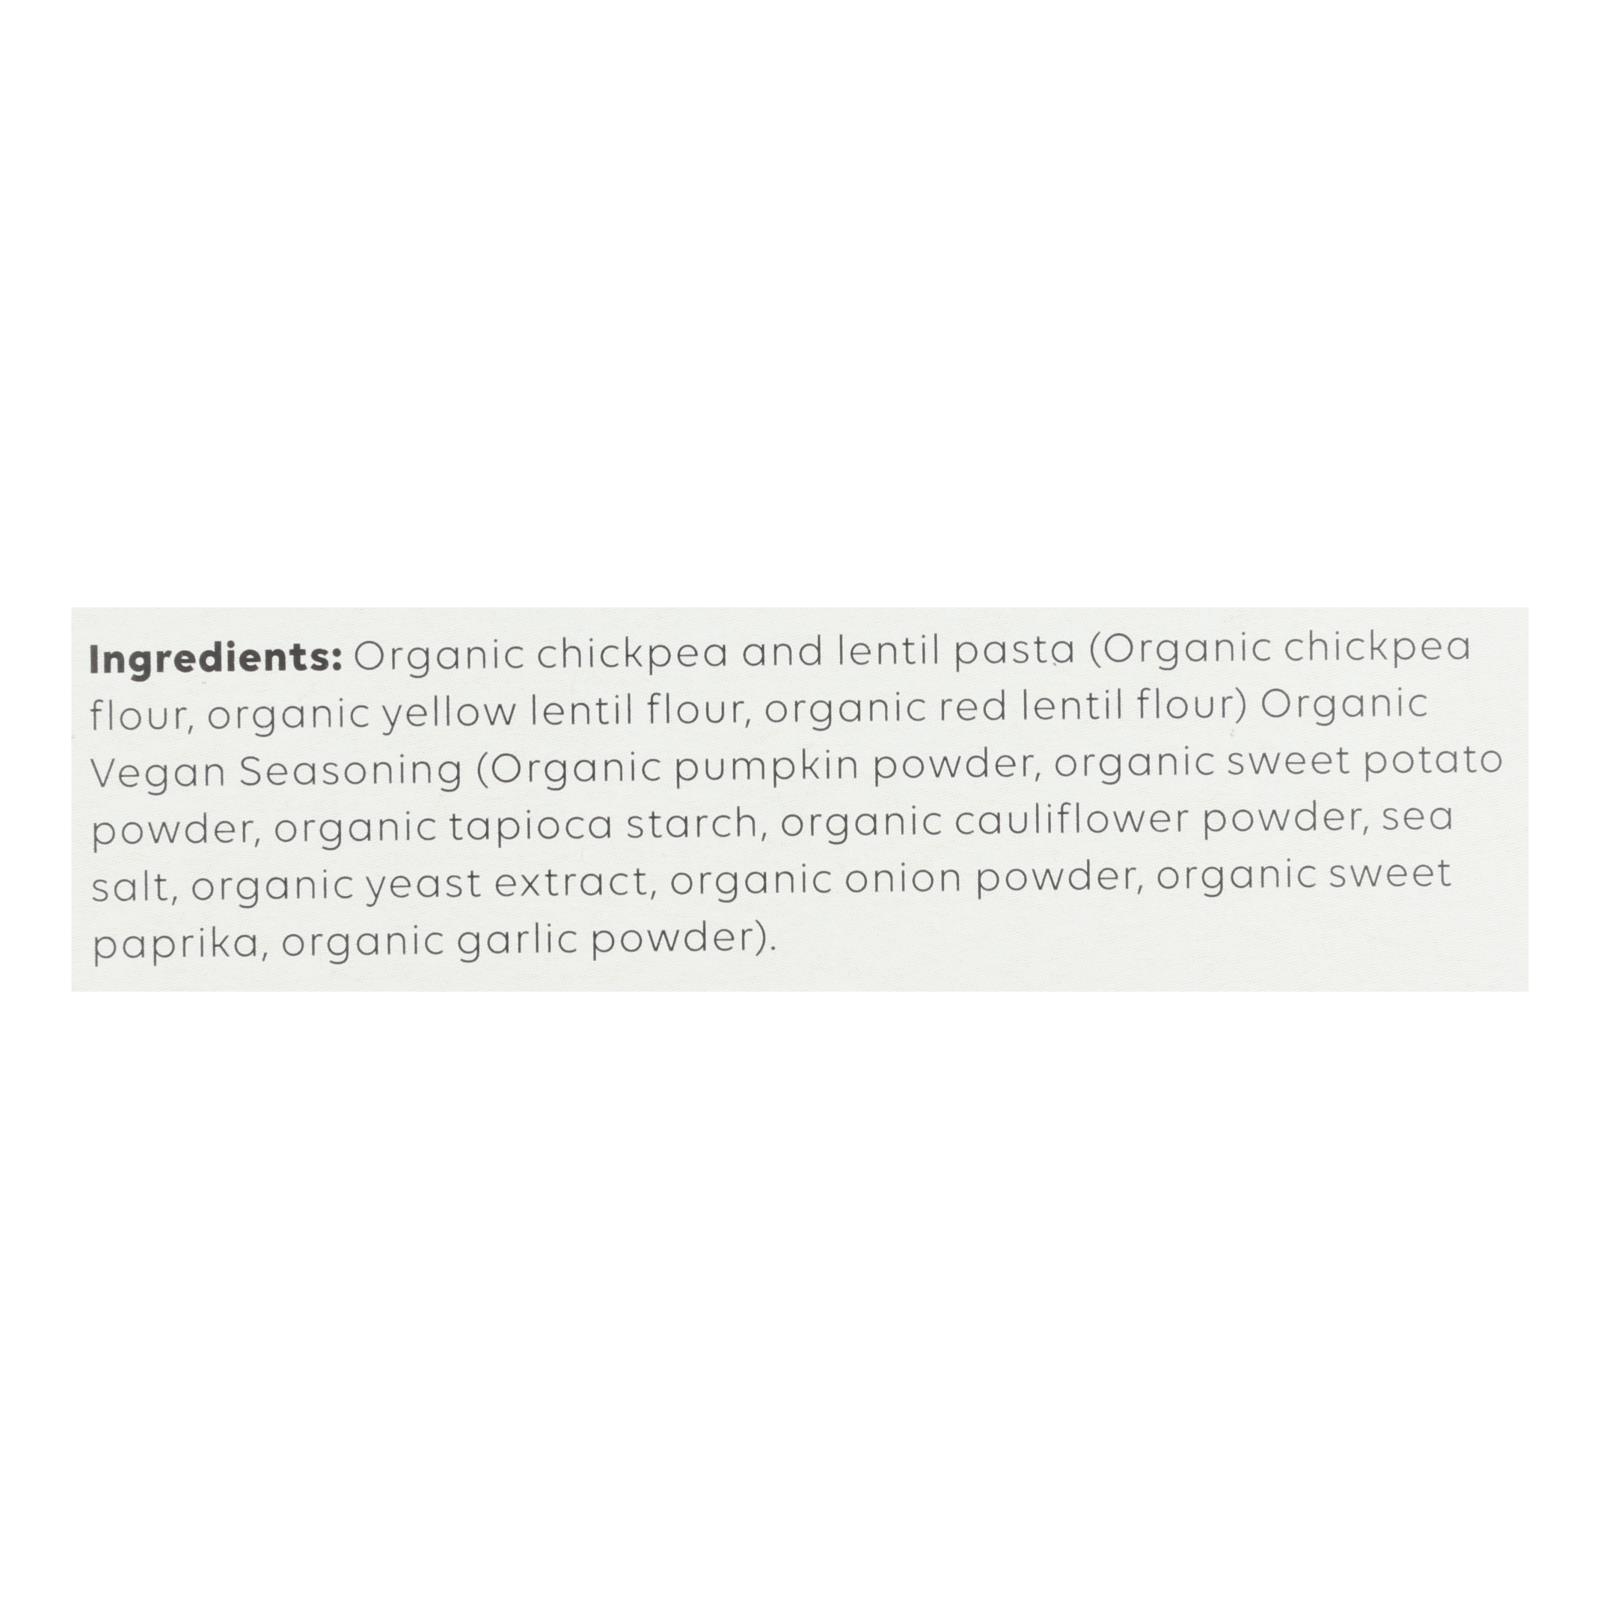 Ingredients: Organic chickpea and lentil pasta (Organic chickpea
flour, organic yellow lentil flour, organic red lentil flour) Organic
Vegan Seasoning (Organic pumpkin powder, organic sweet potato
powder, organic tapioca starch, organic cauliflower powder, sea
salt, organic yeast extract, organic onion powder, organic sweet
paprika, organic garlic powder).